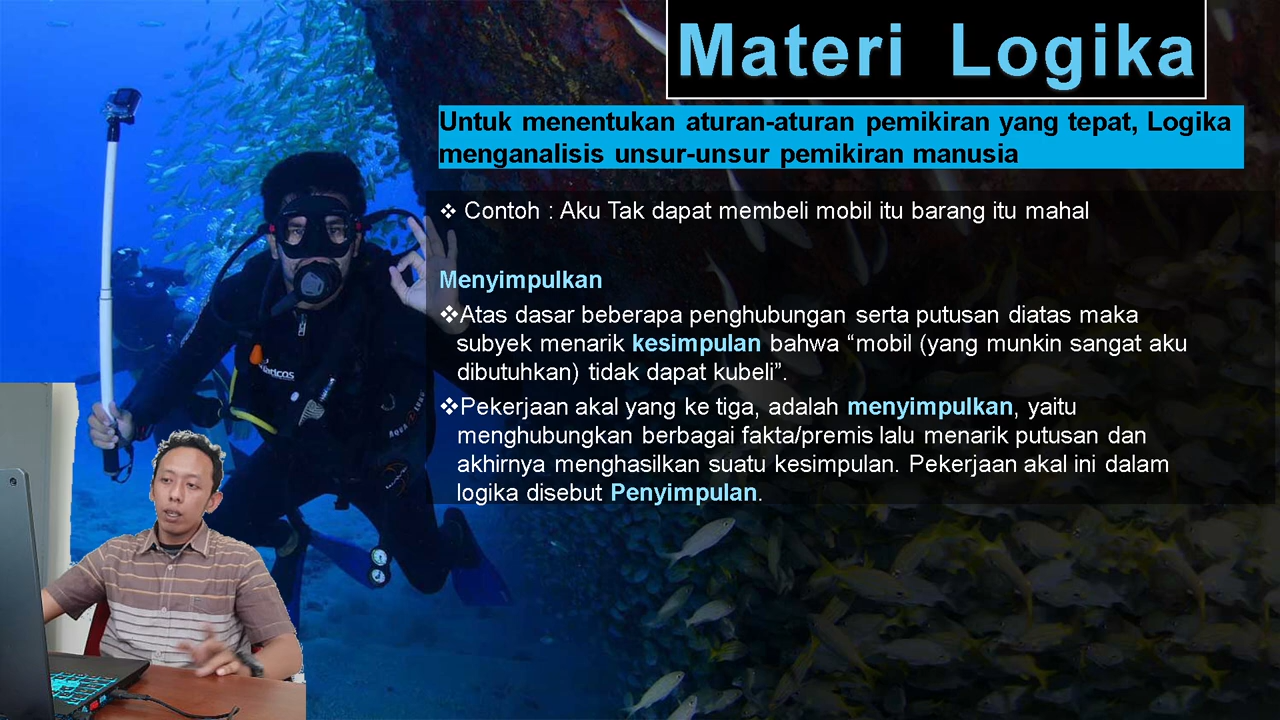 Materi Logika
Untuk menentukan aturan-aturan pemikiran yang tepat, Logika
menganalisis unsur-unsur pemikiran manusia
❖ Contoh : Aku Tak dapat membeli mobil itu barang itu mahal
Menyimpulkan
❖Atas dasar beberapa penghubungan serta putusan diatas maka
subyek menarik kesimpulan bahwa “mobil (yang munkin sangat aku
dibutuhkan) tidak dapat kubeli”.
❖Pekerjaan akal yang ke tiga, adalah menyimpulkan, yaitu
menghubungkan berbagai fakta/premis lalu menarik putusan dan
akhirnya menghasilkan suatu kesimpulan. Pekerjaan akal ini dalam
logika disebut Penyimpulan.